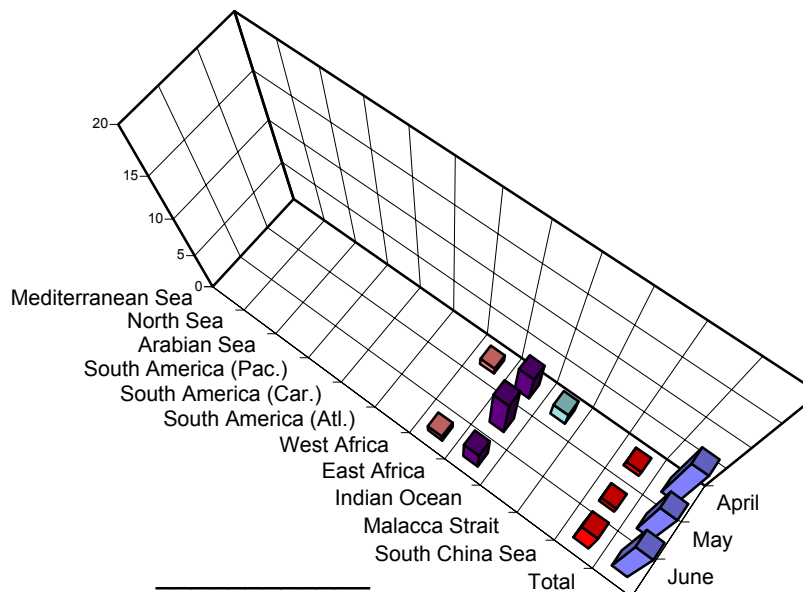 20
15
10
5
0
Mediterranean Sea
North Sea
Arabian Sea
South America (Pac.)
South America (Car.)
South America (Atl.)
West Africa
East Africa
Indian Ocean
Malacca Strait
South China Sea
Total
April
May
June